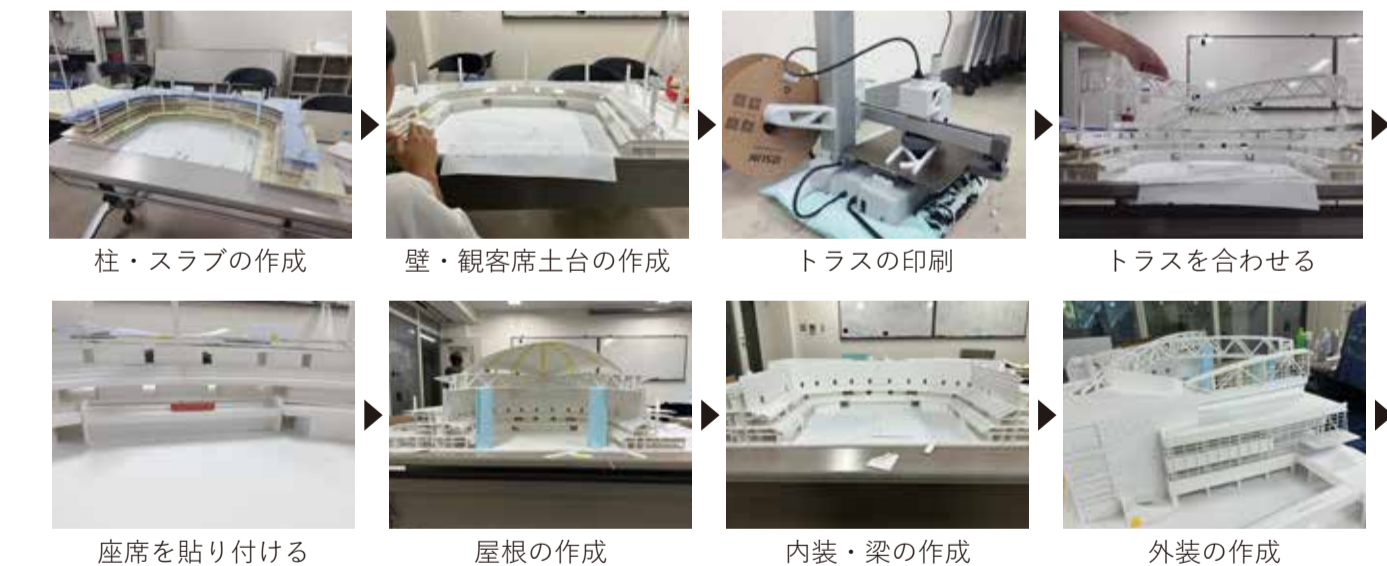 柱・スラブの作成
壁・観客席土台の作成
トラスの印刷
トラスを合わせる
座席を貼り付ける
屋根の作成
内装・梁の作成
外装の作成